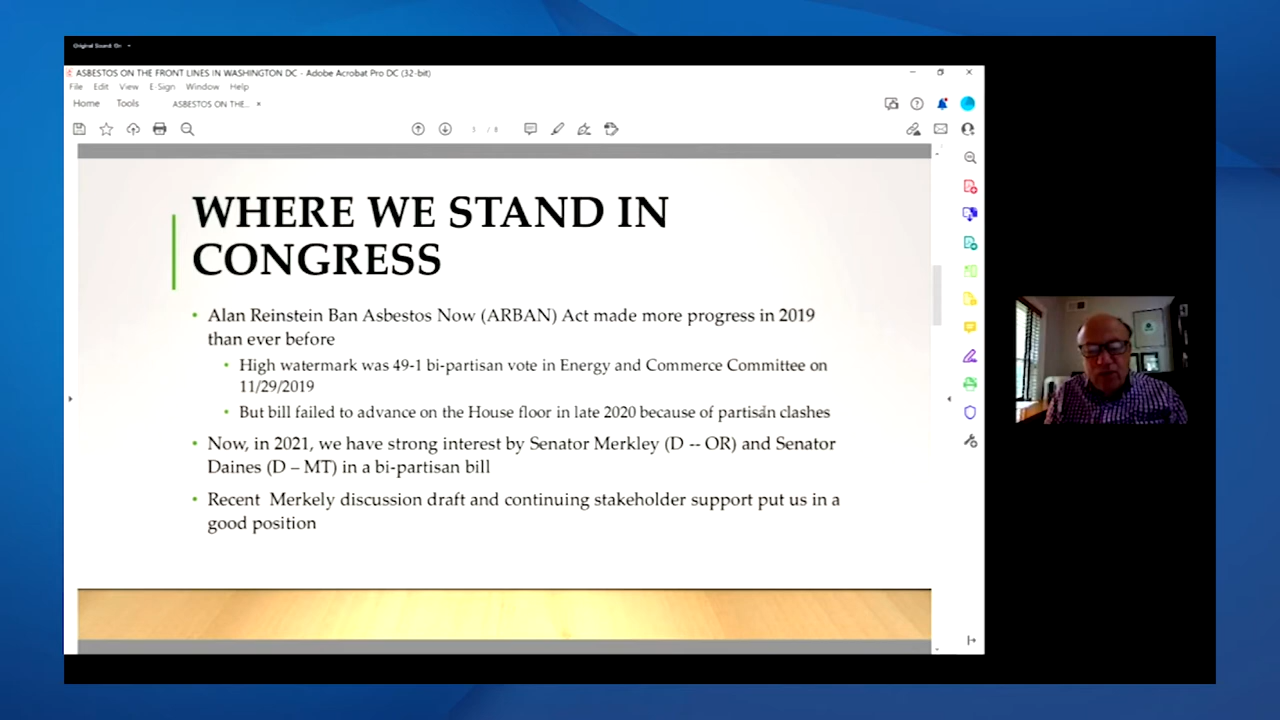 Original Sound: On
ASBESTOS ON THE FRONT LINES IN WASHINGTON DC - Adobe Acrobat Pro DC (32-bit)
File Edit View E-Sign Window Help
Home Tools ASBESTOS ON THE... ×
/ 8
WHERE WE STAND IN
CONGRESS
• Alan Reinstein Ban Asbestos Now (ARBAN) Act made more progress in 2019
than ever before
• High watermark was 49-1 bi-partisan vote in Energy and Commerce Committee on
11/29/2019
• But bill failed to advance on the House floor in late 2020 because of partisan clashes
• Now, in 2021, we have strong interest by Senator Merkley (D -- OR) and Senator
Daines (D – MT) in a bi-partisan bill
• Recent Merkely discussion draft and continuing stakeholder support put us in a
good position